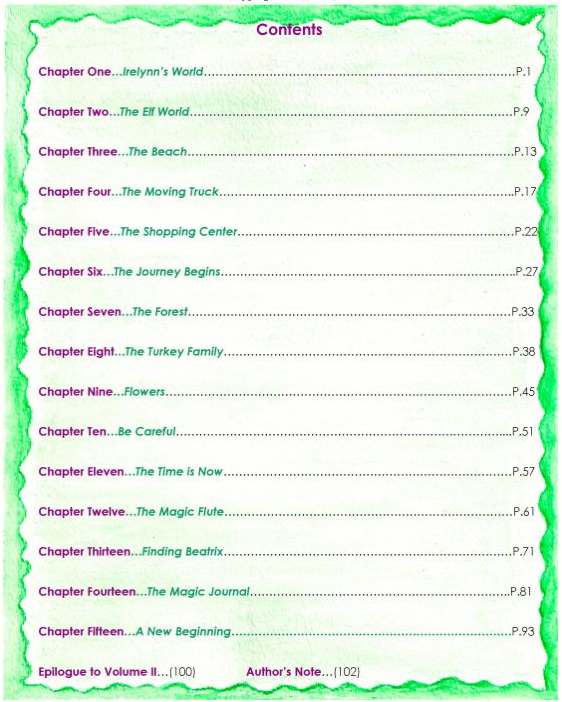 Contents
Chapter One...Irelynn's World......................................................................................................P.1
Chapter Two...The Elf World..........................................................................................................P.9
Chapter Three...The Beach..........................................................................................................P.13
Chapter Four...The Moving Truck................................................................................................P.17
Chapter Five...The Shopping Center..........................................................................................P.22
Chapter Six...The Journey Begins................................................................................................P.27
Chapter Seven...The Forest..........................................................................................................P.33
Chapter Eight...The Turkey Family..............................................................................................P.38
Chapter Nine...Flowers.................................................................................................................P.45
Chapter Ten...Be Careful.............................................................................................................P.51
Chapter Eleven...The Time is Now..............................................................................................P.57
Chapter Twelve...The Magic Flute..............................................................................................P.61
Chapter Thirteen...Finding Beatrix..............................................................................................P.71
Chapter Fourteen...The Magic Journal.....................................................................................P.81
Chapter Fifteen...A New Beginning...........................................................................................P.93
Epilogue to Volume II...(100) Author's Note...(102)